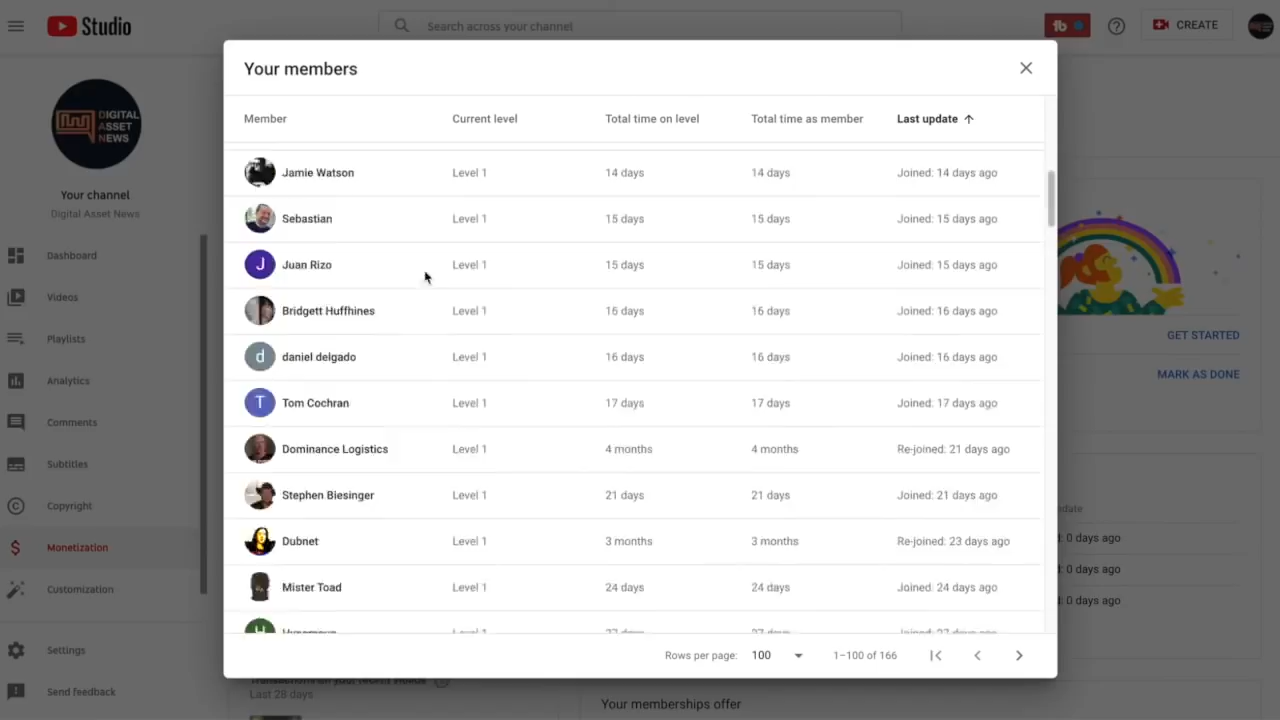 Studio
Search across your channel
CREATE
Your members
Member Current level Total time on level Total time as member Last update
DIGITAL
ASSET
NEWS
Your channel
Digital Asset News
Dashboard
Videos
Playlists
Analytics
Comments
Subtitles
Copyright
Monetization
Customization
Settings
Send feedback
Jamie Watson Level 1 14 days 14 days Joined: 14 days ago
Sebastian Level 1 15 days 15 days Joined: 15 days ago
J Juan Rizo Level 1 15 days 15 days Joined: 15 days ago
Bridgett Huffhines Level 1 16 days 16 days Joined: 16 days ago
d daniel delgado Level 1 16 days 16 days Joined: 16 days ago
T Tom Cochran Level 1 17 days 17 days Joined: 17 days ago
Dominance Logistics Level 1 4 months 4 months Re-joined: 21 days ago
Stephen Biesinger Level 1 21 days 21 days Joined: 21 days ago
Dubnet Level 1 3 months 3 months Re-joined: 23 days ago
Mister Toad Level 1 24 days 24 days Joined: 24 days ago
Rows per page: 100 1–100 of 166
GET STARTED
MARK AS DONE
: 0 days ago
: 0 days ago
: 0 days ago
Last 28 days
Your memberships offer